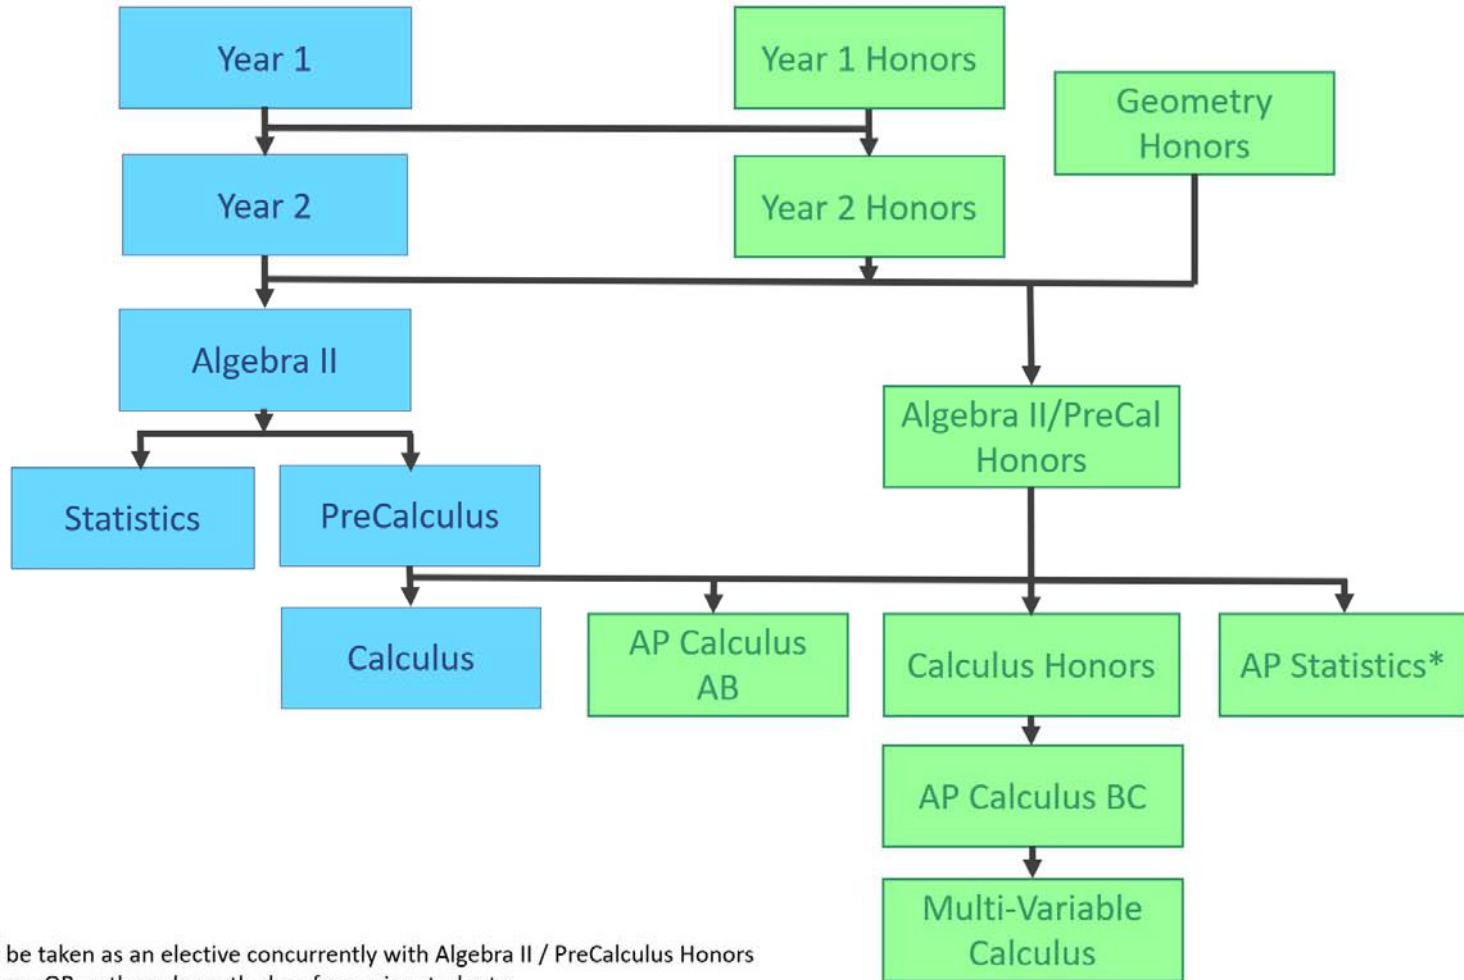 Year 1
Year 1 Honors
Geometry
Honors
Year 2
Year 2 Honors
Algebra II
Algebra II/PreCal
Honors
Statistics
PreCalculus
Calculus
AP Calculus
AB
Calculus Honors
AP Statistics*
AP Calculus BC
Multi-Variable
Calculus
be taken as an elective concurrently with Algebra II / PreCalculus Honors